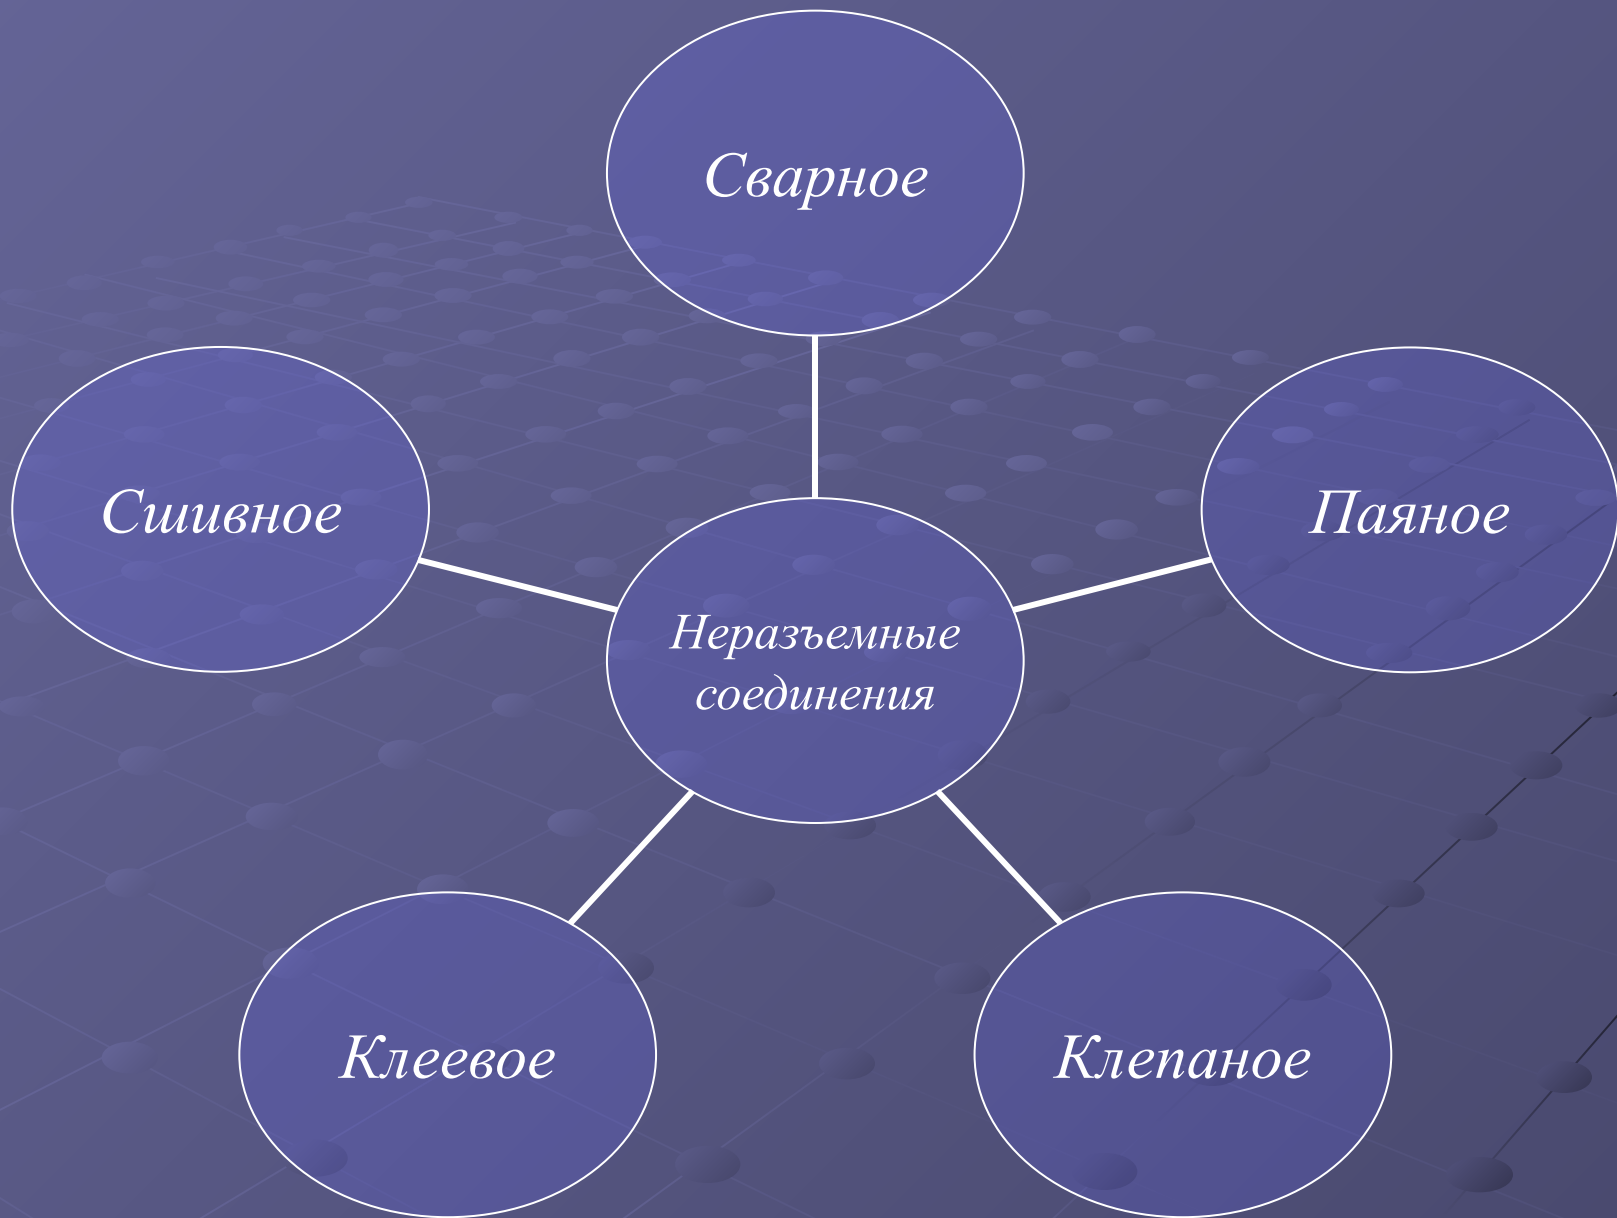 Сварное
Сшивное
Паяное
Неразъемные
соединения
Клеевое
Клепаное